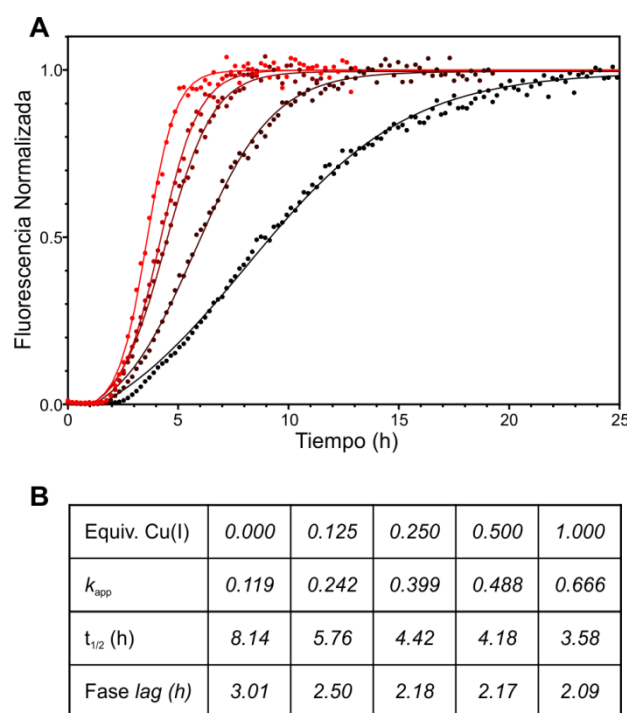 A
Fluorescencia Normalizada
1.0
0.5
0.0
0 5 10 15 20 25
Tiempo (h)
B
Equiv. Cu(I) 0.000 0.125 0.250 0.500 1.000
kapp 0.119 0.242 0.399 0.488 0.666
t1/2 (h) 8.14 5.76 4.42 4.18 3.58
Fase lag (h) 3.01 2.50 2.18 2.17 2.09